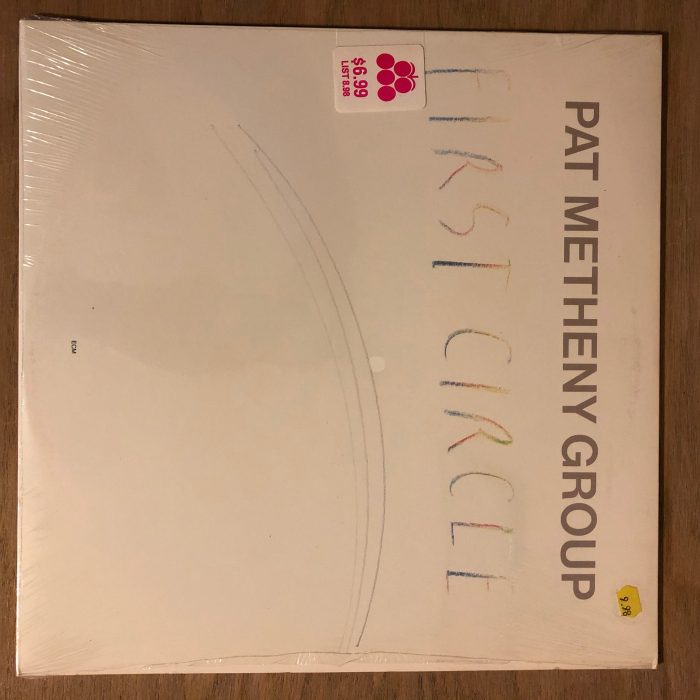 PAT METHENY GROUP
9.98
FIRST CIRCLE
$6.99
LIST 8.98
ECM